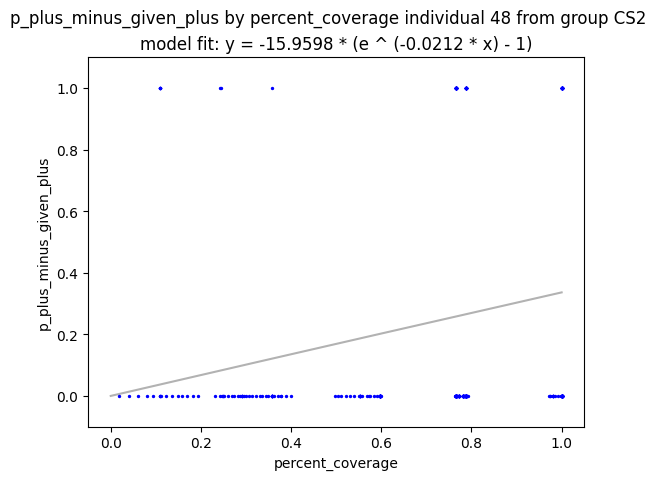 p_plus_minus_given_plus by percent_coverage individual 48 from group CS2
model fit: y = -15.9598 * (e ^ (-0.0212 * x) - 1)
1.0
0.8
0.6
0.4
0.2
0.0
p_plus_minus_given_plus
0.0 0.2 0.4 0.6 0.8 1.0
percent_coverage